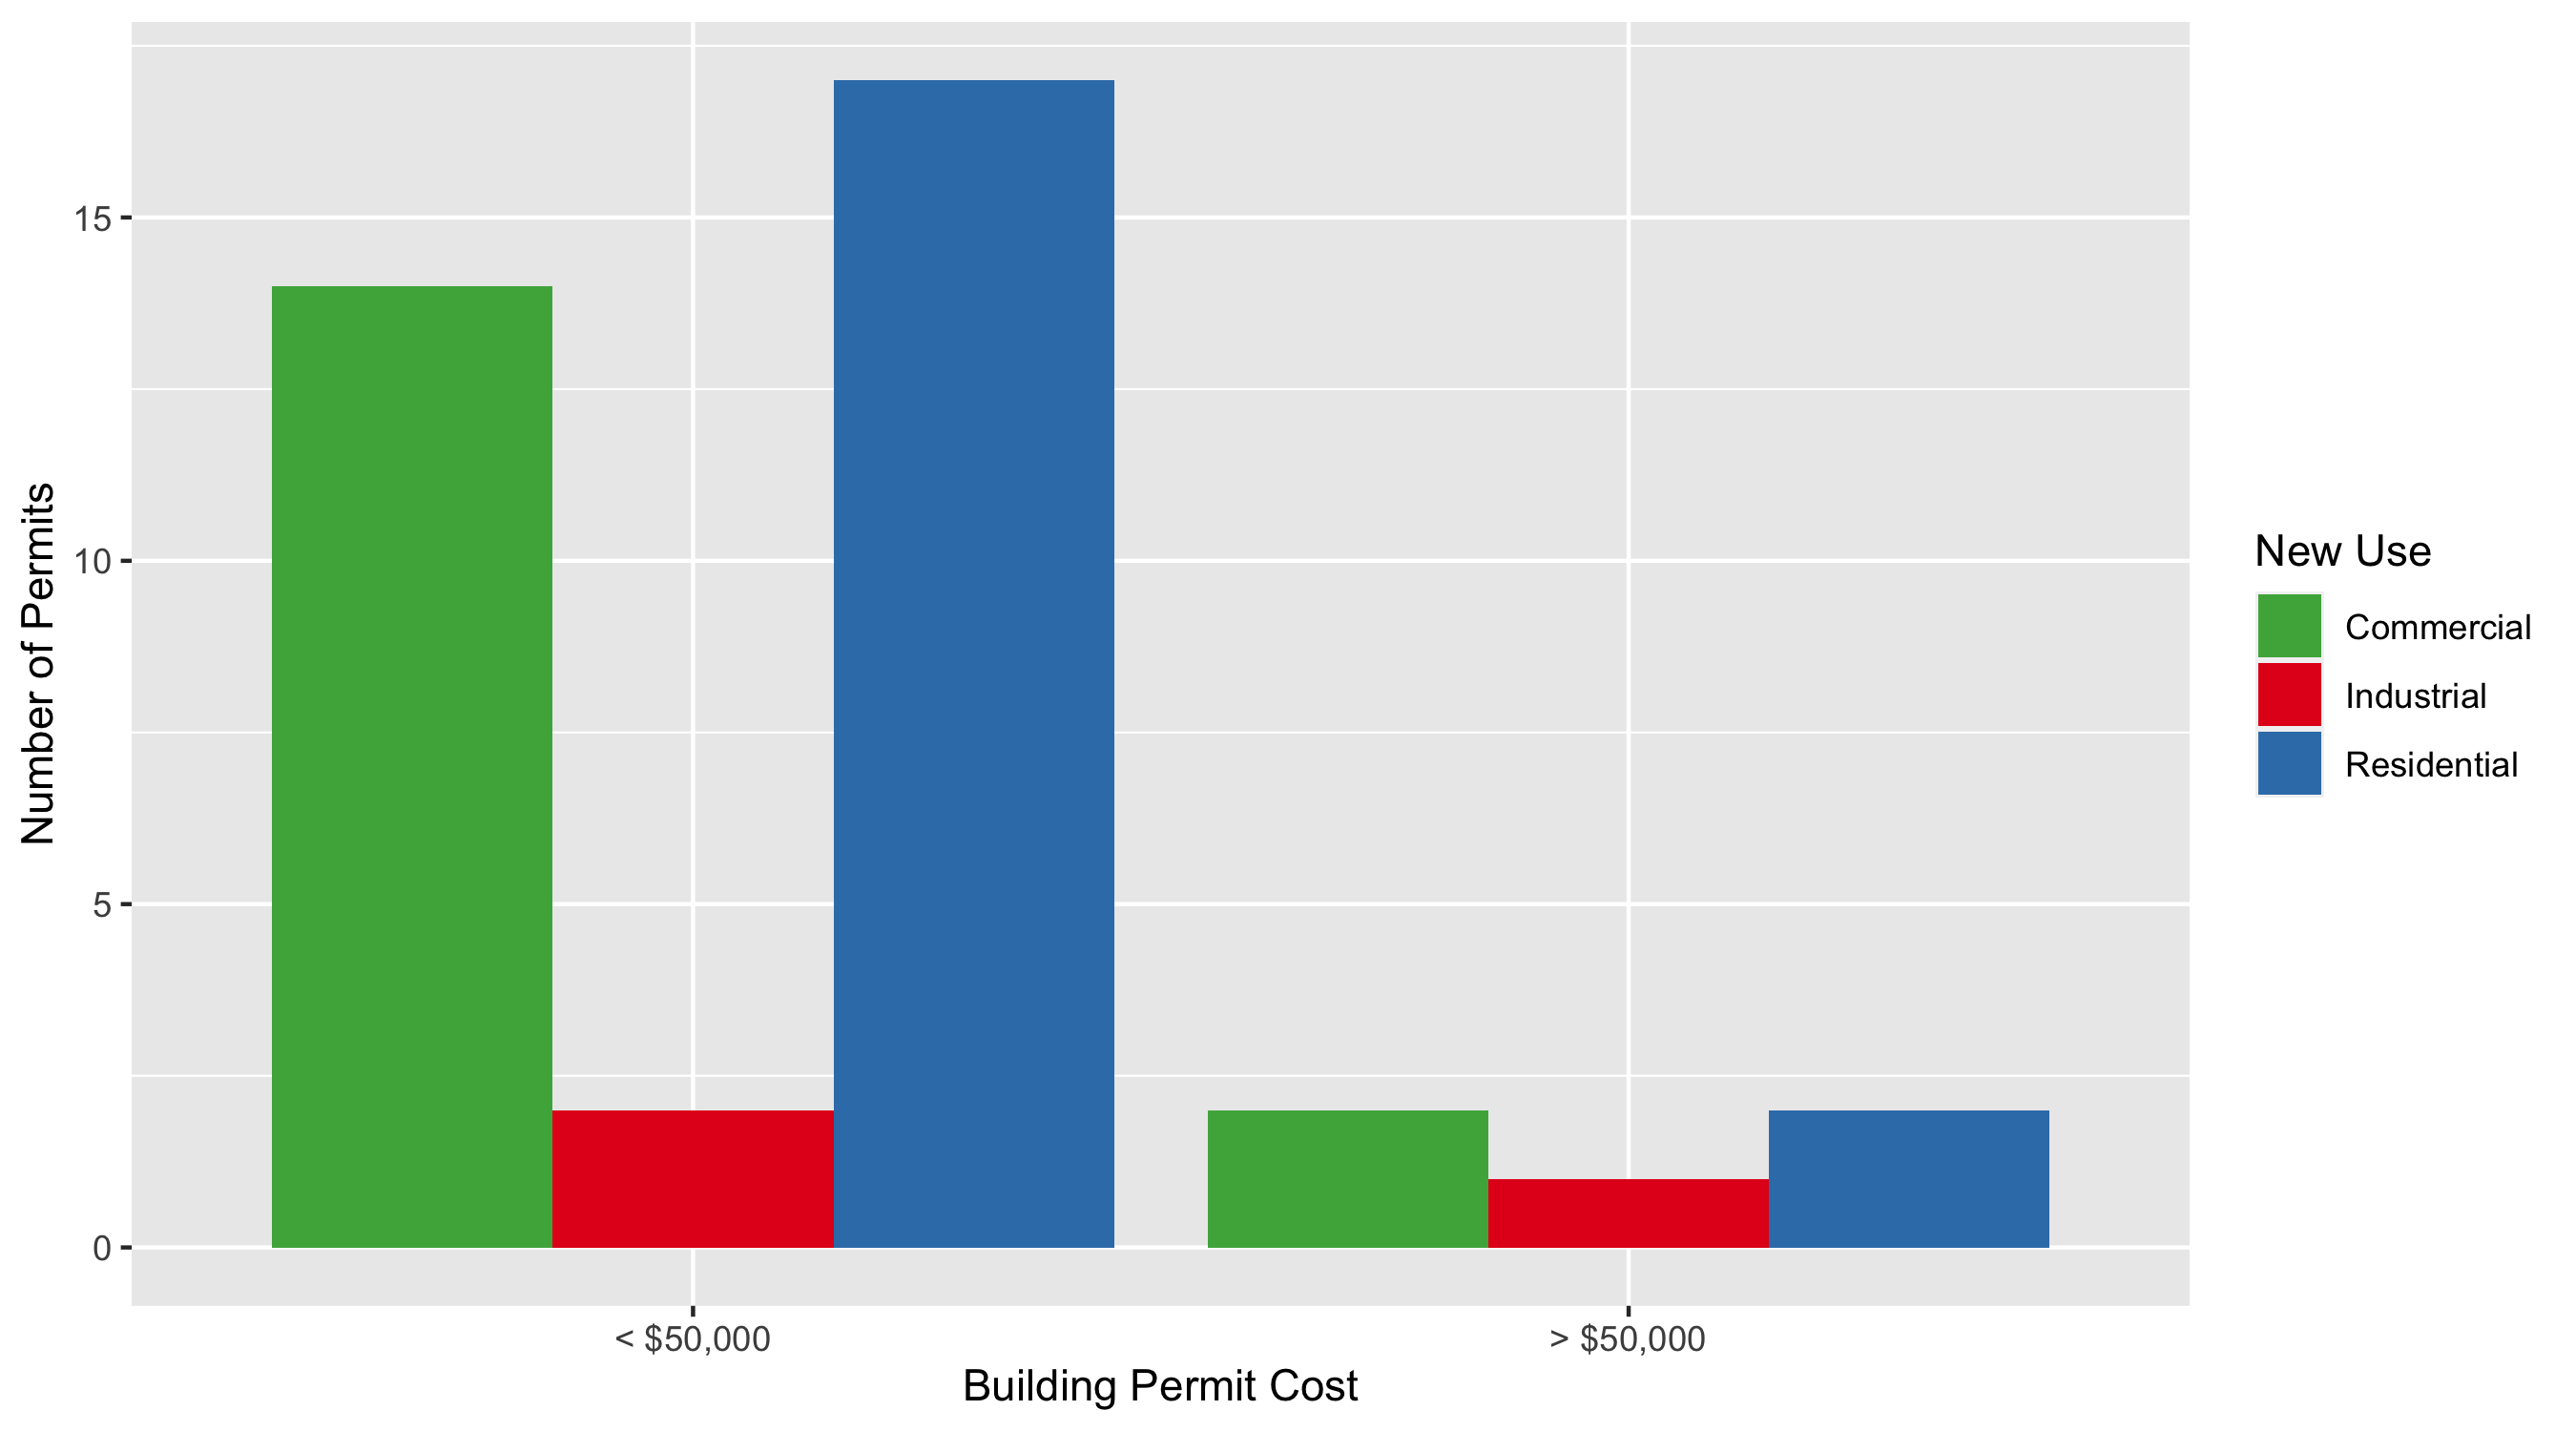 15
10
5
0
Number of Permits
< $50,000
> $50,000
Building Permit Cost
New Use
Commercial
Industrial
Residential